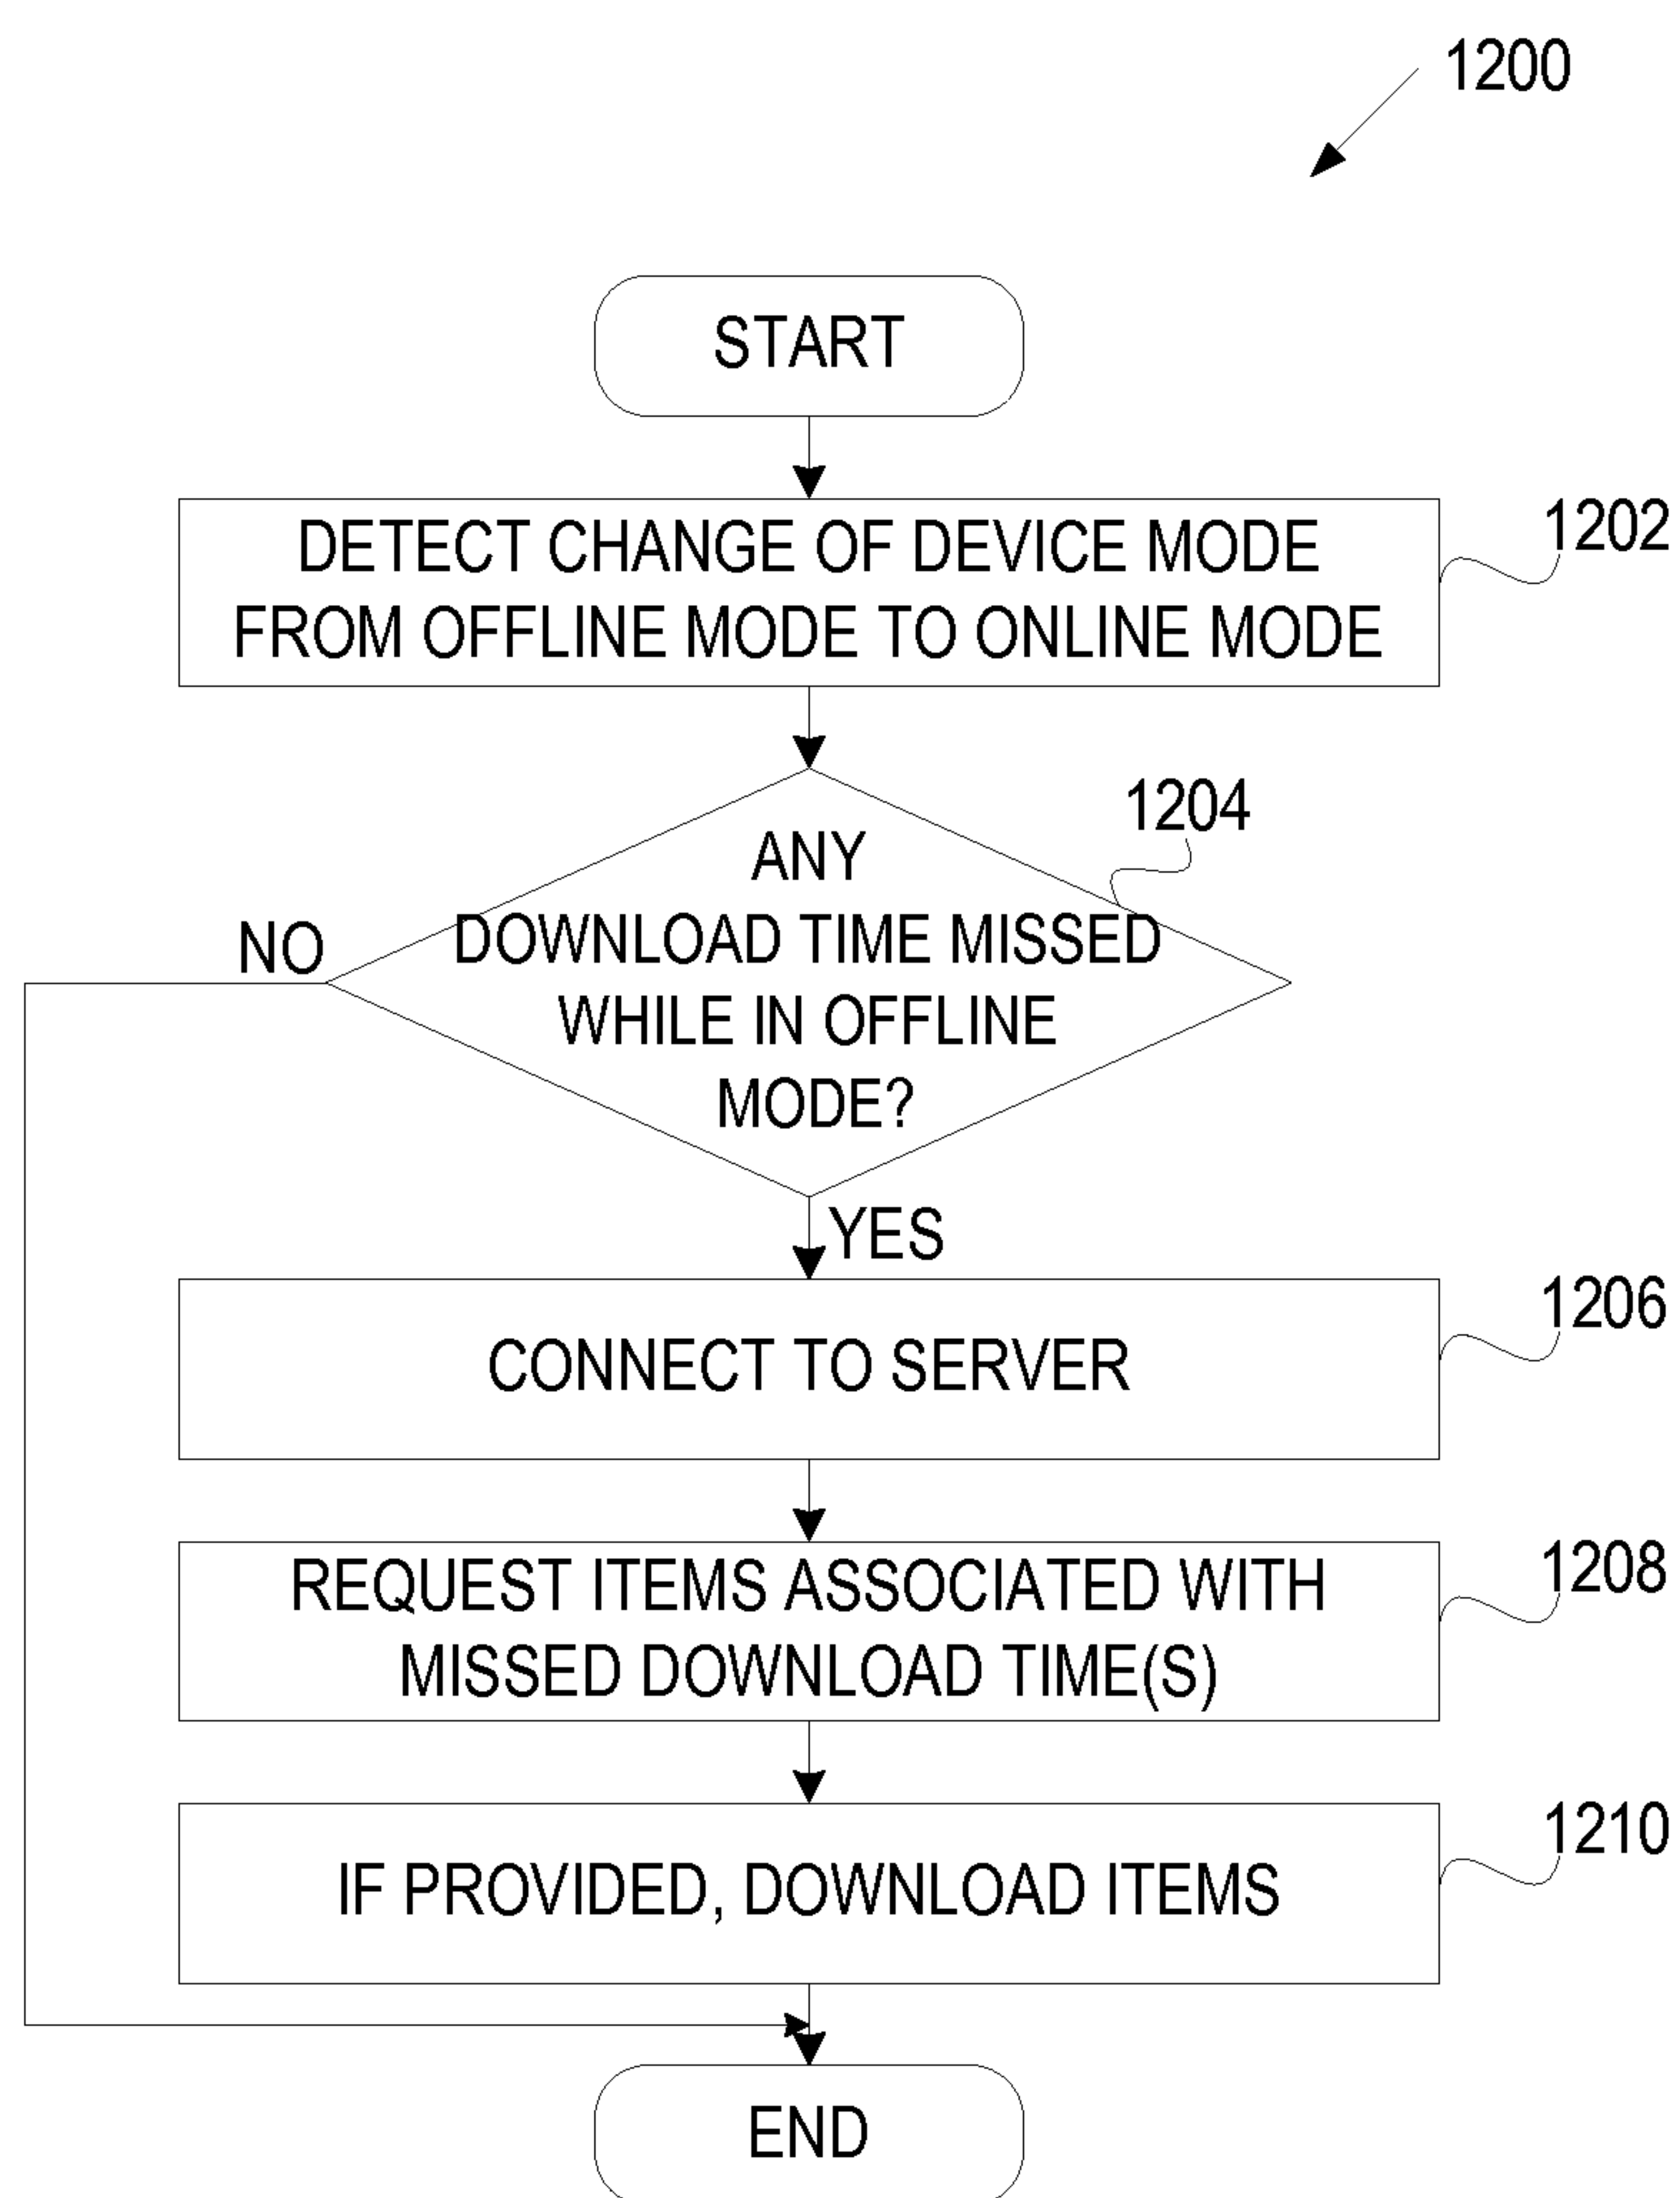 1200
START
DETECT CHANGE OF DEVICE MODE
FROM OFFLINE MODE TO ONLINE MODE
1202
1204
ANY
DOWNLOAD TIME MISSED
WHILE IN OFFLINE
MODE?
NO
YES
CONNECT TO SERVER
1206
REQUEST ITEMS ASSOCIATED WITH
MISSED DOWNLOAD TIME(S)
1208
IF PROVIDED, DOWNLOAD ITEMS
1210
END